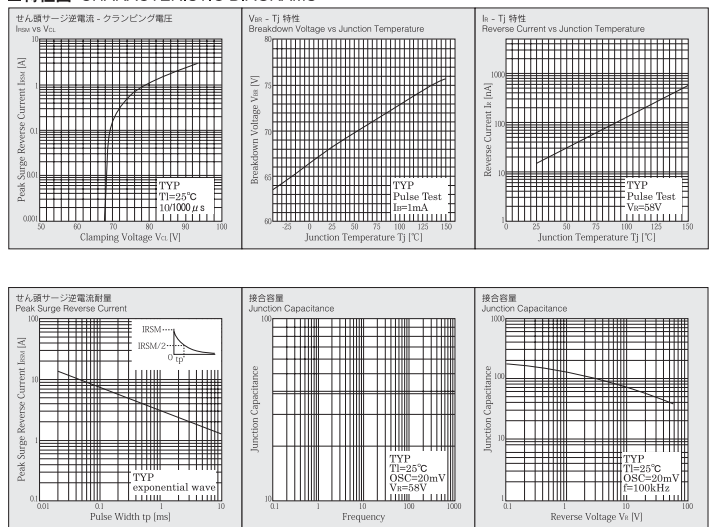 せん頭サージ逆電流 - クランピング電圧
IRSM vs VCL
Peak Surge Reverse Current IRSM [A]
10
1
0.1
0.01
0.001
TYP
Tl=25℃
10/1000μs
50 60 70 80 90 100
Clamping Voltage VCL [V]
VBR - Tj 特性
Breakdown Voltage vs Junction Temperature
Breakdown Voltage VBR [V]
80
75
70
65
60
TYP
Pulse Test
IR=1mA
-25 0 25 50 75 100 125 150
Junction Temperature Tj [℃]
IR - Tj 特性
Reverse Current vs Junction Temperature
Reverse Current IR [nA]
1000
100
10
1
TYP
Pulse Test
VR=58V
0 25 50 75 100 125 150
Junction Temperature Tj [℃]
せん頭サージ逆電流耐量
Peak Surge Reverse Current
Peak Surge Reverse Current IRSM [A]
100
10
1
0.1
IRSM
IRSM/2
0 tp
TYP
exponential wave
0.01 0.1 1 10
Pulse Width tp [ms]
接合容量
Junction Capacitance
Junction Capacitance
100
10
TYP
Tl=25℃
OSC=20mV
VR=58V
0.1 1 10 100 1000
Frequency
接合容量
Junction Capacitance
Junction Capacitance
1000
100
10
1
TYP
Tl=25℃
OSC=20mV
f=100kHz
0.1 1 10 100
Reverse Voltage VR [V]